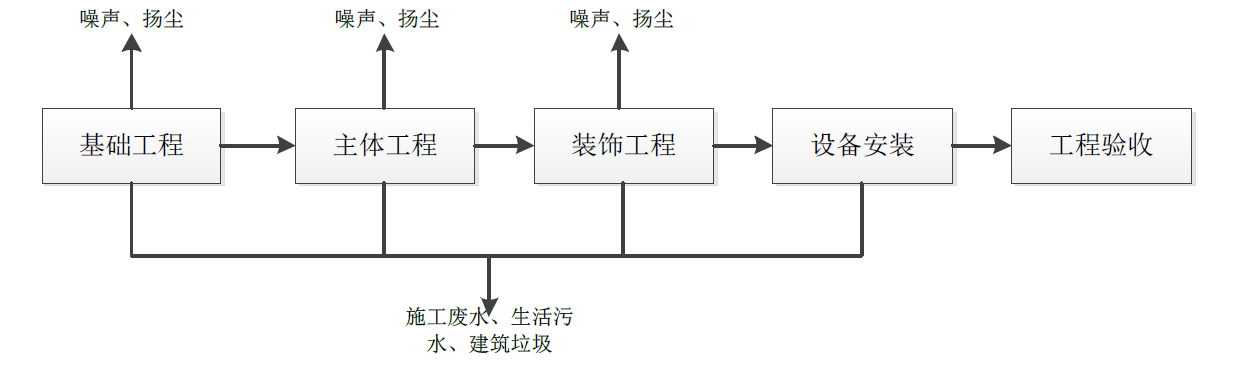 噪声、扬尘
噪声、扬尘
噪声、扬尘
基础工程
主体工程
装饰工程
设备安装
工程验收
施工废水、生活污
水、建筑垃圾